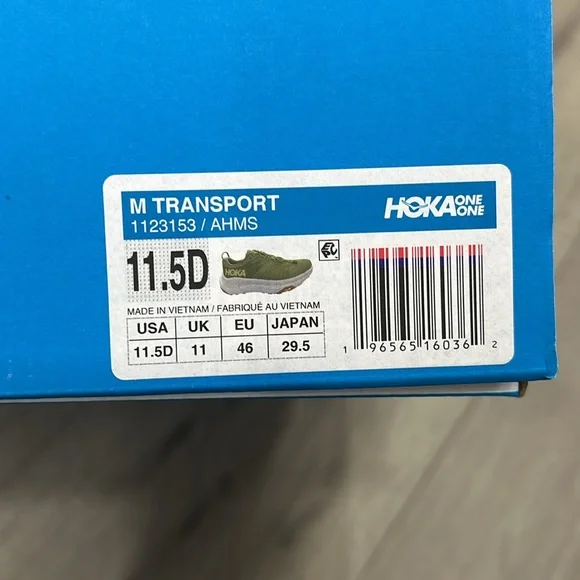 M TRANSPORT
1123153 / AHMS
HOKA ONE ONE
11.5D
HOKA
MADE IN VIETNAM / FABRIQUÉ AU VIETNAM
USA UK EU JAPAN
11.5D 11 46 29.5
1 96565 16036 2